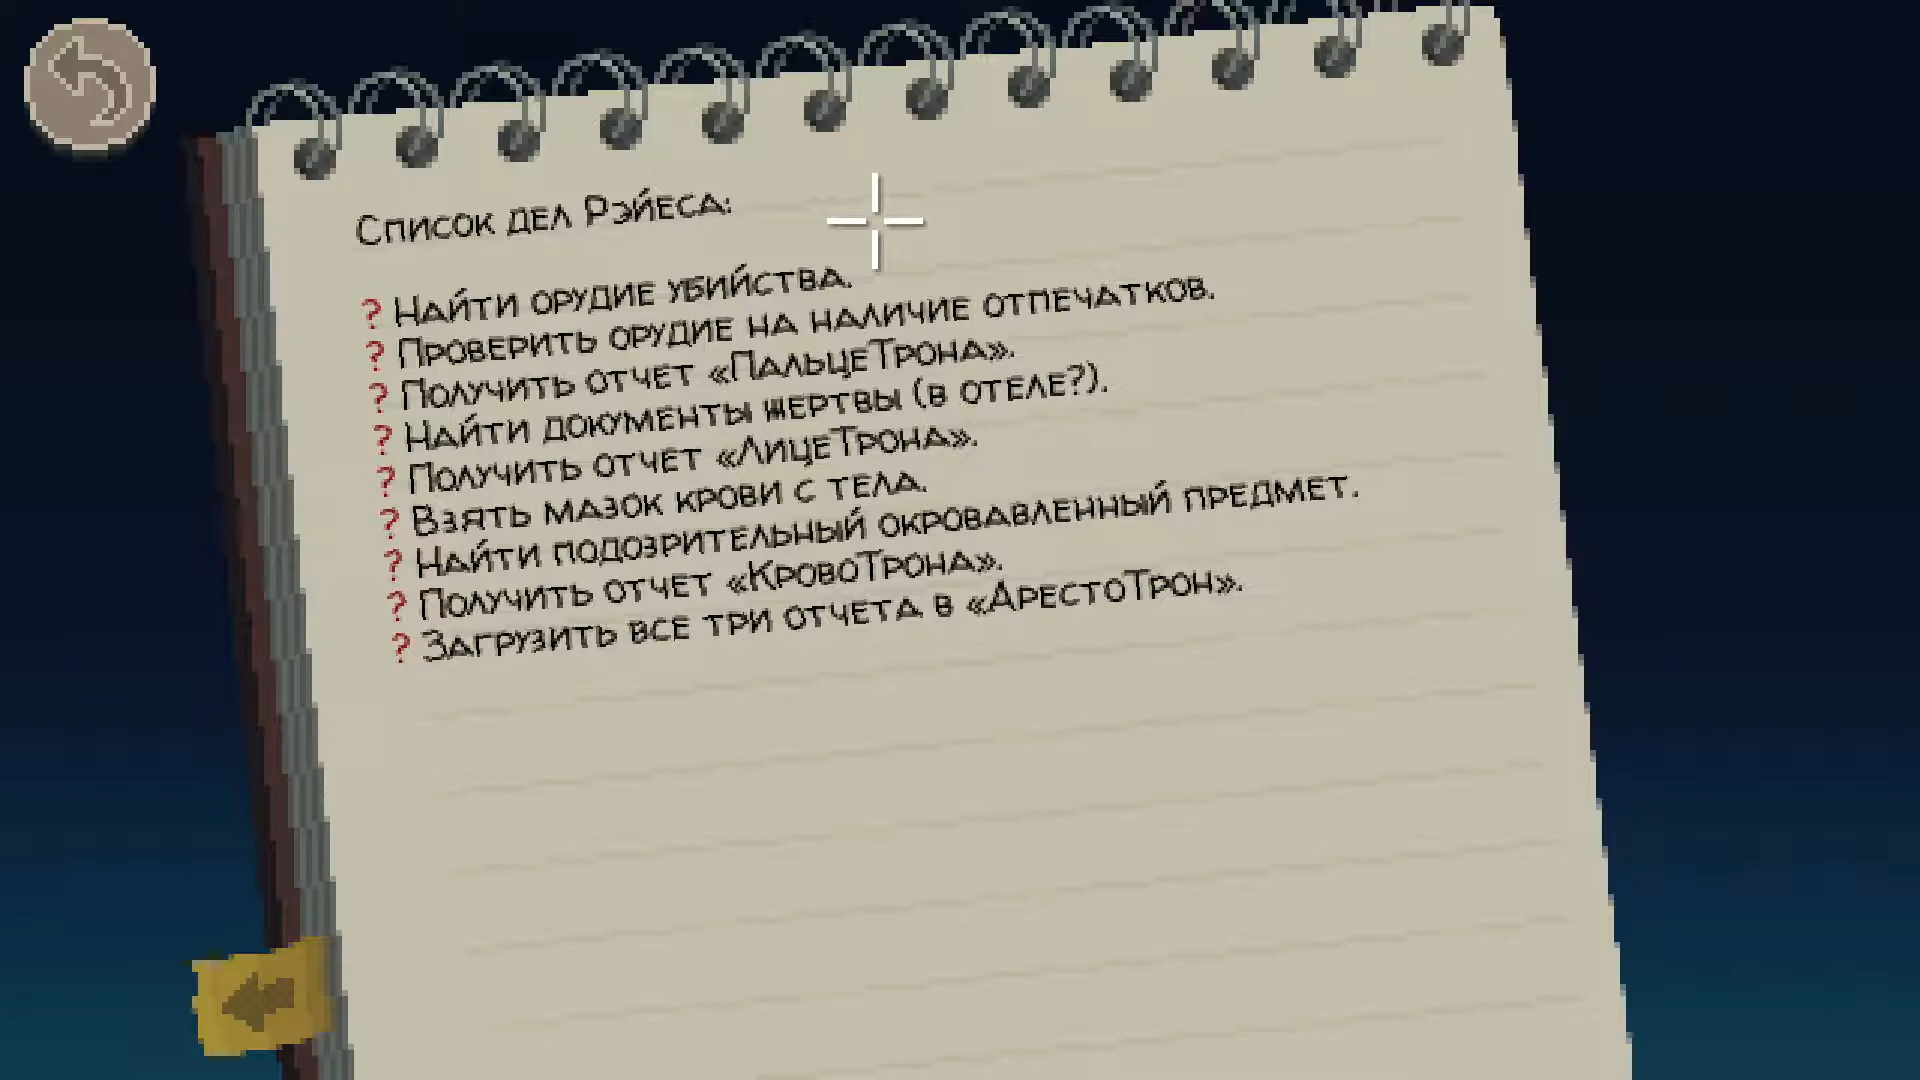 Список дел Рэйеса:
? Найти орудие убийства.
? Проверить орудие на наличие отпечатков.
? Получить отчет «ПальцеТрона».
? Найти документы жертвы (в отеле?).
? Получить отчет «ЛицеТрона».
? Взять мазок крови с тела.
? Найти подозрительный окровавленный предмет.
? Получить отчет «КровоТрона».
? Загрузить все три отчета в «АрестоТрон».